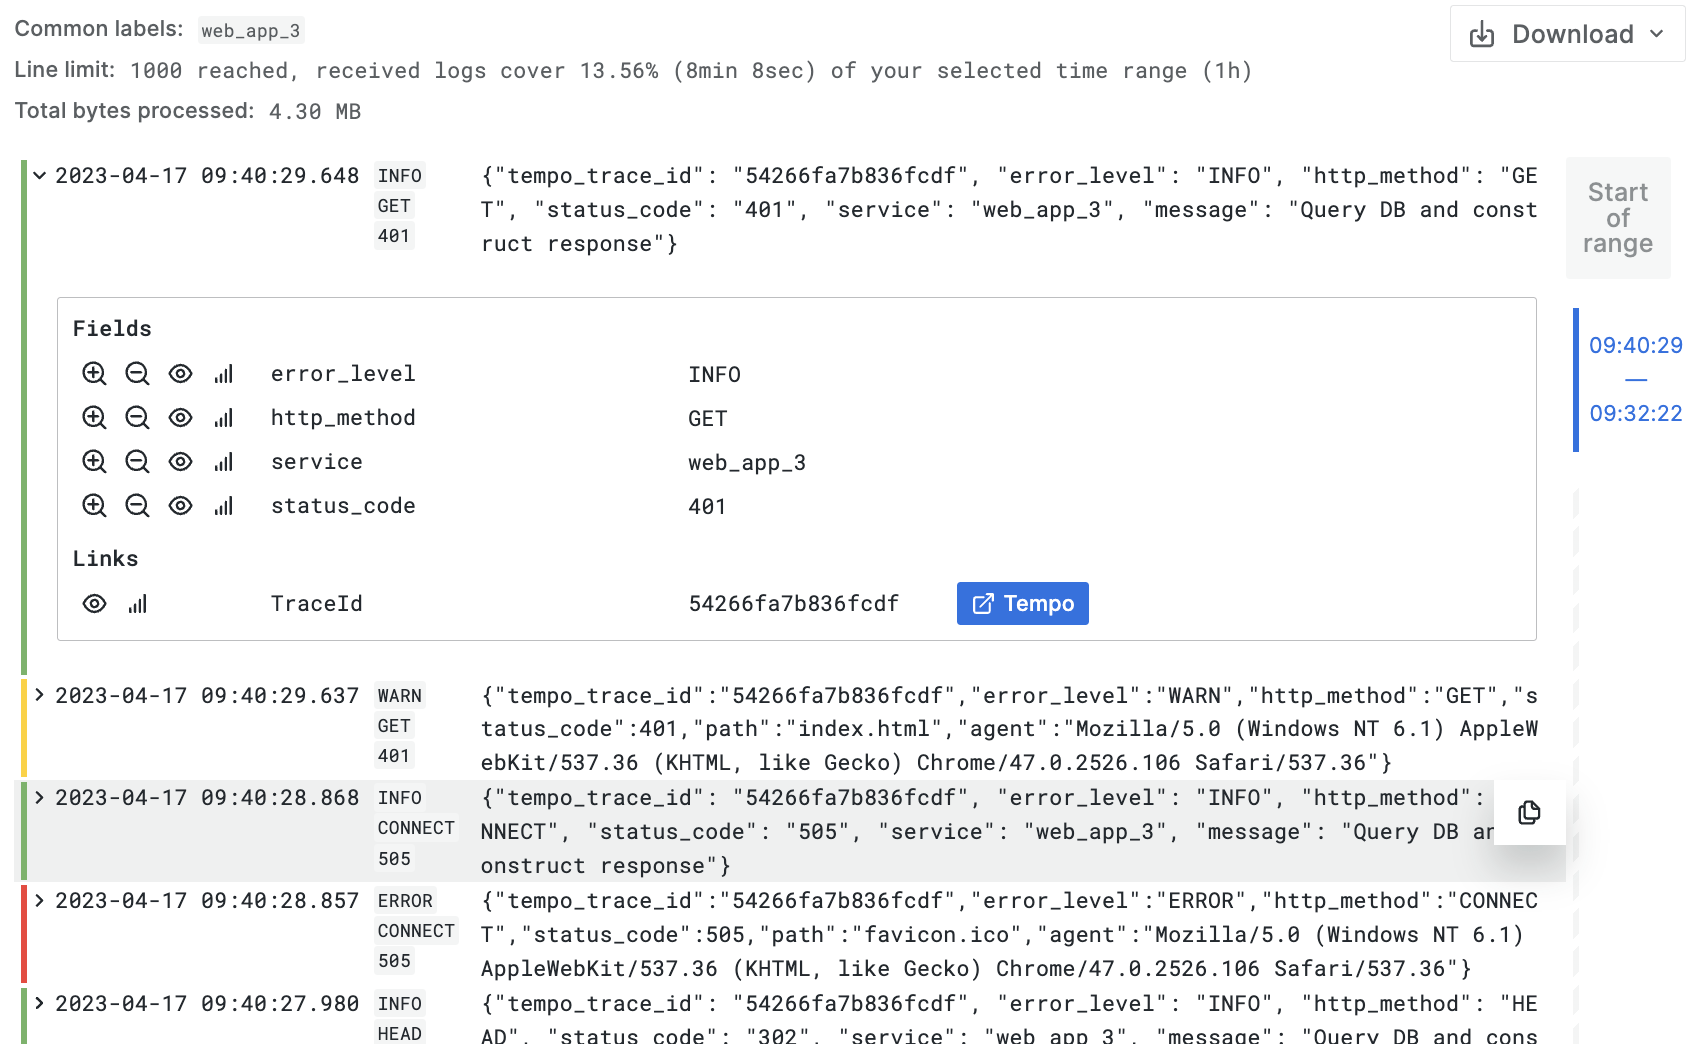 Common labels: web_app_3
Download
Line limit: 1000 reached, received logs cover 13.56% (8min 8sec) of your selected time range (1h)
Total bytes processed: 4.30 MB
2023-04-17 09:40:29.648 INFO {"tempo_trace_id": "54266fa7b836fcdf", "error_level": "INFO", "http_method": "GE
GET T", "status_code": "401", "service": "web_app_3", "message": "Query DB and const
401 ruct response"}
Start
of
range
Fields
error_level INFO
http_method GET
service web_app_3
status_code 401
Links
TraceId 54266fa7b836fcdf Tempo
09:40:29
—
09:32:22
2023-04-17 09:40:29.637 WARN {"tempo_trace_id":"54266fa7b836fcdf","error_level":"WARN","http_method":"GET","s
GET tatus_code":401,"path":"index.html","agent":"Mozilla/5.0 (Windows NT 6.1) AppleW
401 ebKit/537.36 (KHTML, like Gecko) Chrome/47.0.2526.106 Safari/537.36"}
2023-04-17 09:40:28.868 INFO {"tempo_trace_id": "54266fa7b836fcdf", "error_level": "INFO", "http_method":
CONNECT NNECT", "status_code": "505", "service": "web_app_3", "message": "Query DB an
505 onstruct response"}
2023-04-17 09:40:28.857 ERROR {"tempo_trace_id":"54266fa7b836fcdf","error_level":"ERROR","http_method":"CONNEC
CONNECT T","status_code":505,"path":"favicon.ico","agent":"Mozilla/5.0 (Windows NT 6.1)
505 AppleWebKit/537.36 (KHTML, like Gecko) Chrome/47.0.2526.106 Safari/537.36"}
2023-04-17 09:40:27.980 INFO {"tempo_trace_id": "54266fa7b836fcdf", "error_level": "INFO", "http_method": "HE
HEAD AD", "status_code": "302", "service": "web_app_3", "message": "Query DB and cons